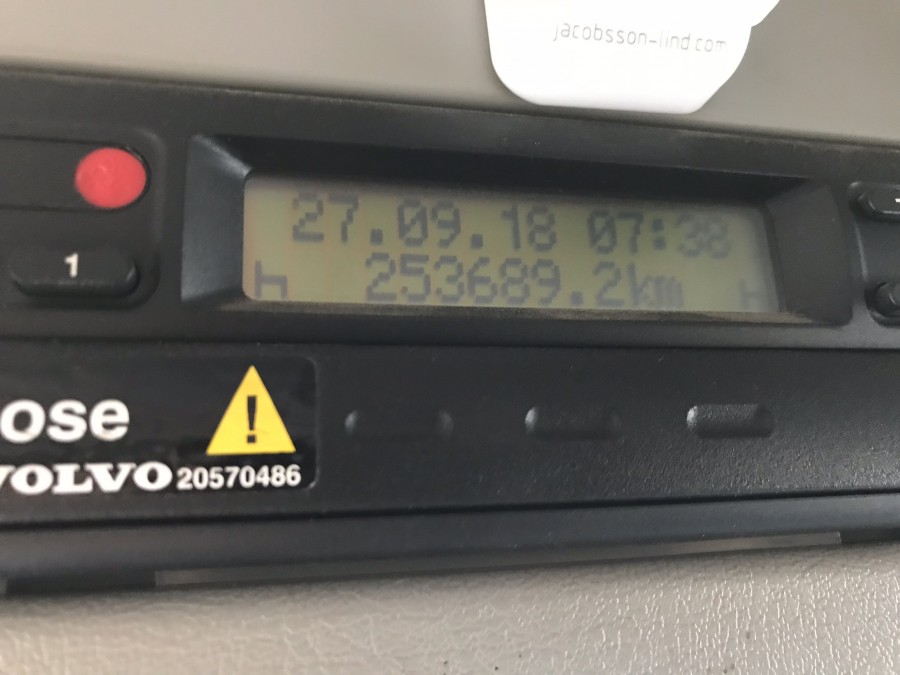 jacobsson-lind.com
27.09.18 07:38
1
253689.2km
ose
VOLVO 20570486